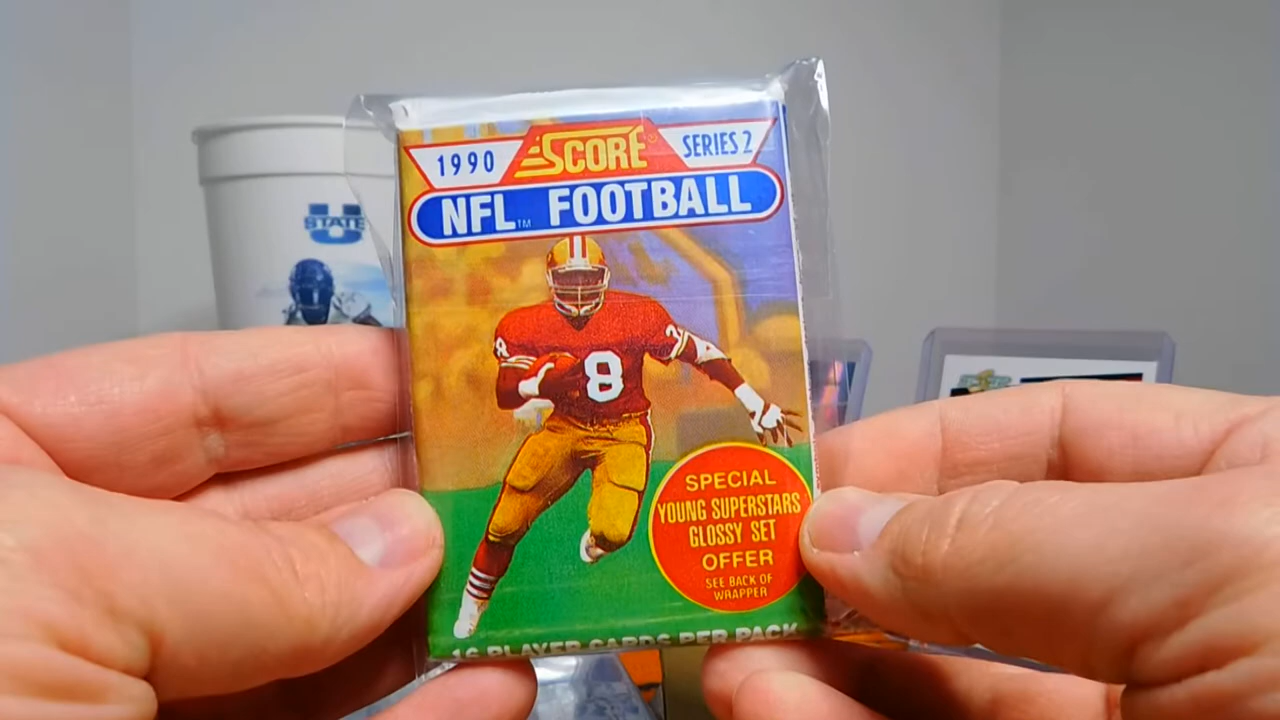 1990 SCORE SERIES 2
NFL™ FOOTBALL
U
STATE
8
SPECIAL
YOUNG SUPERSTARS
GLOSSY SET
OFFER
SEE BACK OF
WRAPPER
16 PLAYER CARDS PER PACK